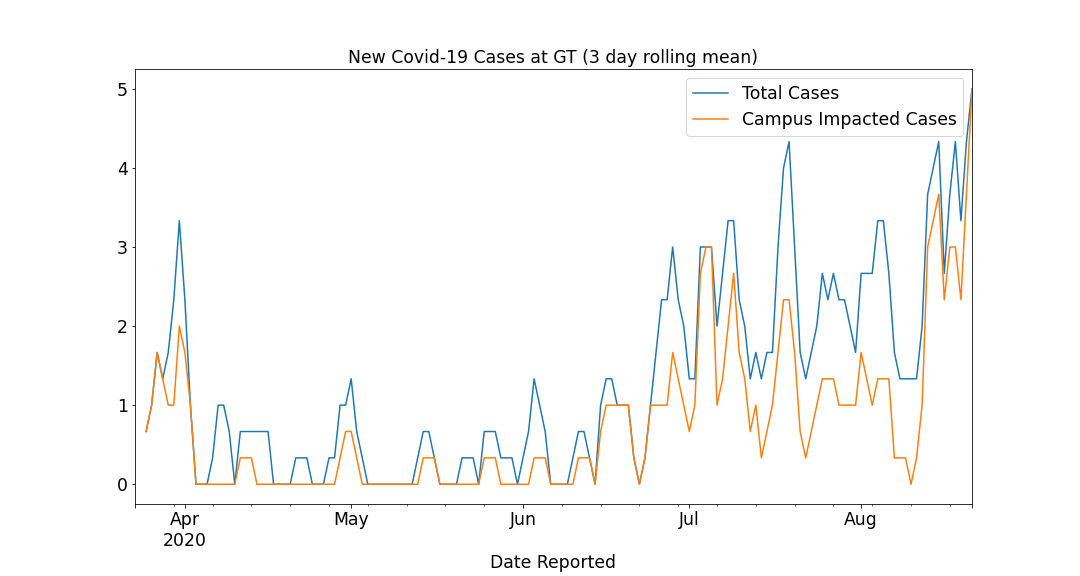 New Covid-19 Cases at GT (3 day rolling mean)
Total Cases
Campus Impacted Cases
5
4
3
2
1
0
Apr
2020
May
Jun
Jul
Aug
Date Reported